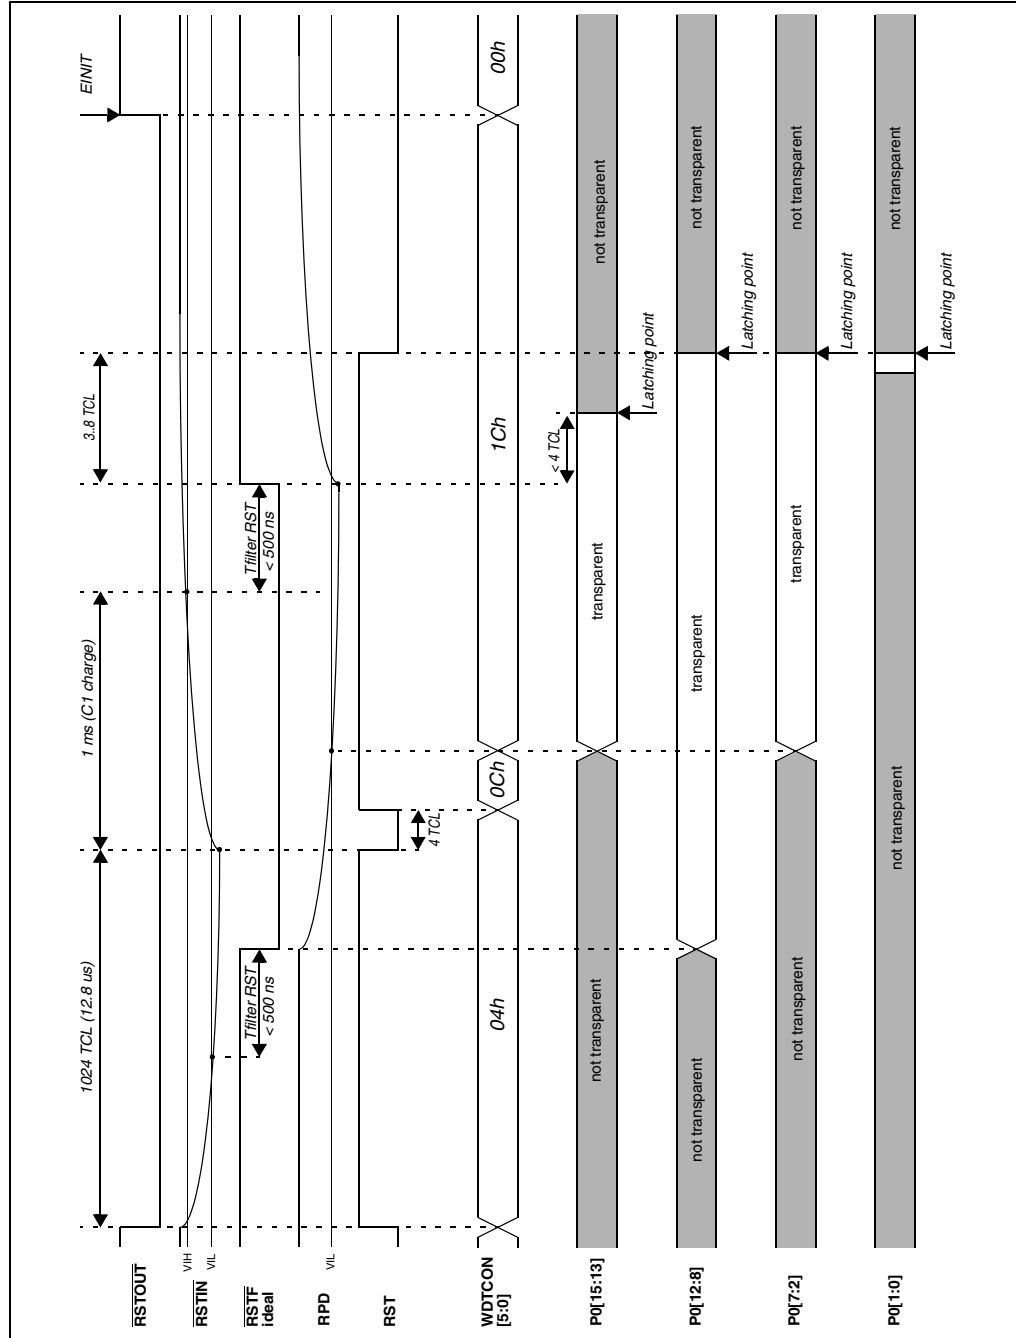 RSTOUT
EINIT
1024 TCL (12.8 us)
1 ms (C1 charge)
3..8 TCL
RSTIN
VIH
VIL
RSTF
ideal
Tfilter RST
< 500 ns
Tfilter RST
< 500 ns
RPD
VIL
RST
4 TCL
WDTCON
[5:0]
04h
0Ch
1Ch
00h
P0[15:13]
not transparent
transparent
not transparent
< 4 TCL
Latching point
P0[12:8]
not transparent
transparent
not transparent
Latching point
P0[7:2]
not transparent
transparent
not transparent
Latching point
P0[1:0]
not transparent
not transparent
Latching point